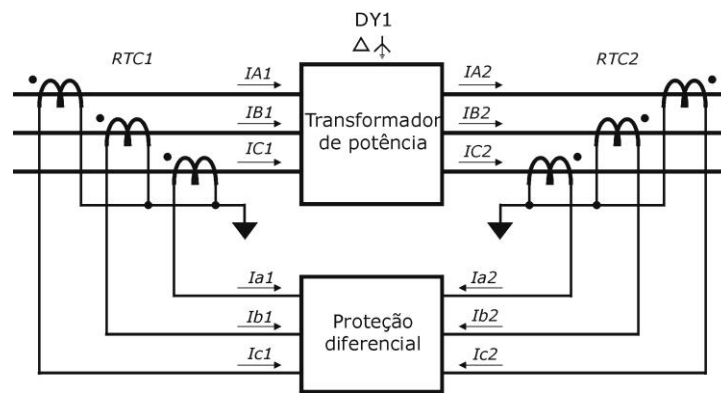 DY1
RTC1
RTC2
IA1
IA2
IB1
IB2
IC1
IC2
Transformador
de potência
Ia1
Ia2
Ib1
Ib2
Ic1
Ic2
Proteção
diferencial